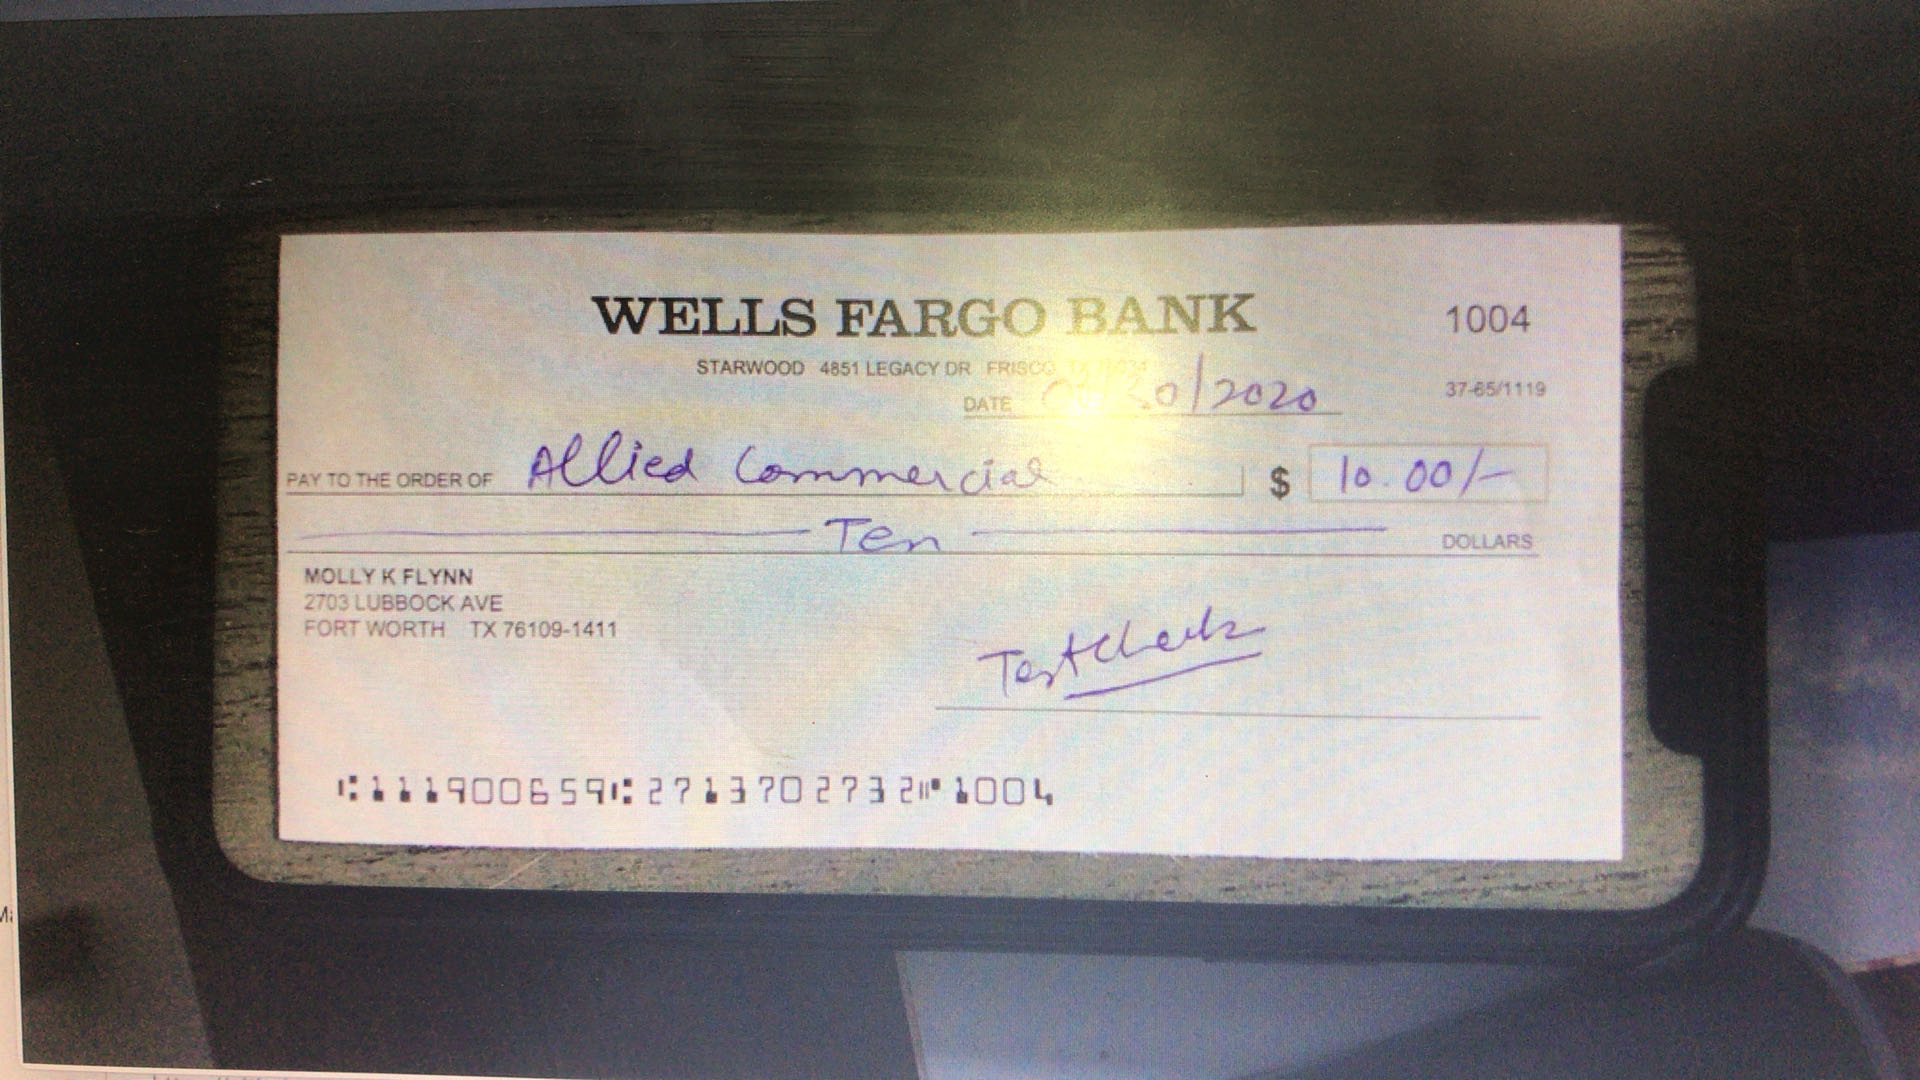 WELLS FARGO BANK
1004
STARWOOD 4851 LEGACY DR FRISCO
37-65/1119
DATE /2020
PAY TO THE ORDER OF Allied Commercial $ 10.00/-
Ten DOLLARS
MOLLY K FLYNN
2703 LUBBOCK AVE
FORT WORTH TX 76109-1411
Test Check
⑆111900659⑆2713702732⑈1004